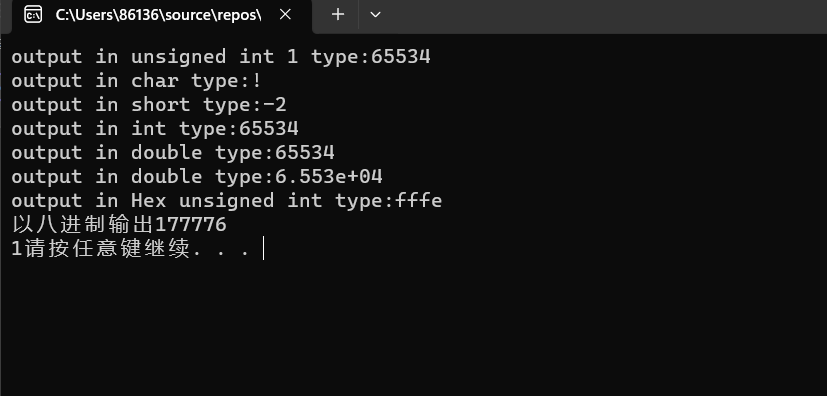 C:\Users\86136\source\repos\
output in unsigned int 1 type:65534
output in char type:!
output in short type:-2
output in int type:65534
output in double type:65534
output in double type:6.553e+04
output in Hex unsigned int type:fffe
以八进制输出177776
1请按任意键继续. . .